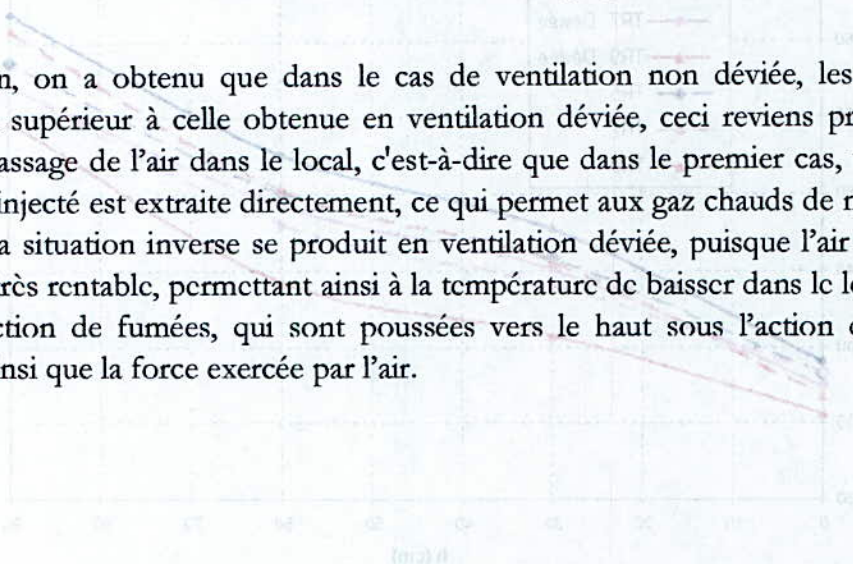 n, on a obtenu que dans le cas de ventilation non déviée, les
supérieur à celle obtenue en ventilation déviée, ceci reviens pr
assage de l'air dans le local, c'est-à-dire que dans le premier cas,
injecté est extraite directement, ce qui permet aux gaz chauds de r
a situation inverse se produit en ventilation déviée, puisque l'air
rès rentable, permettant ainsi à la température de baisser dans le l
ction de fumées, qui sont poussées vers le haut sous l'action
nsi que la force exercée par l'air.